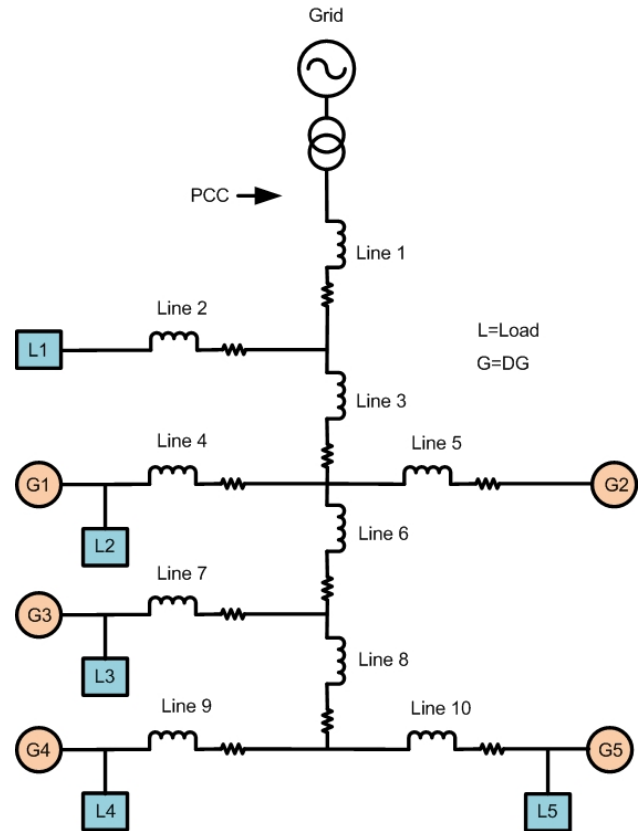 Grid
PCC
Line 1
Line 2
L1
L=Load
G=DG
Line 3
Line 4
Line 5
G1
G2
L2
Line 6
Line 7
G3
L3
Line 8
Line 9
Line 10
G4
G5
L4
L5